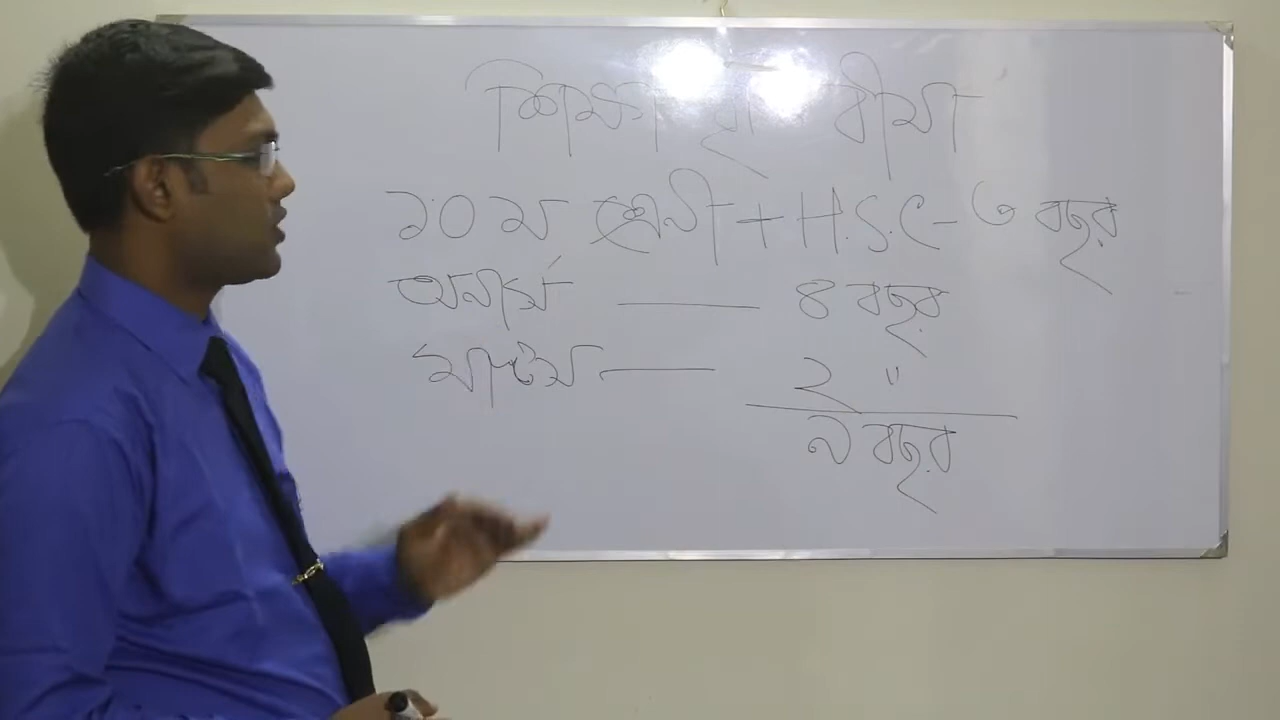 শিক্ষা বীমা
১০ম শ্রেণী + H.S.C - ৩ বছর
অনার্স — ৪ বছর
মাস্টার্স — ২ "
৯ বছর